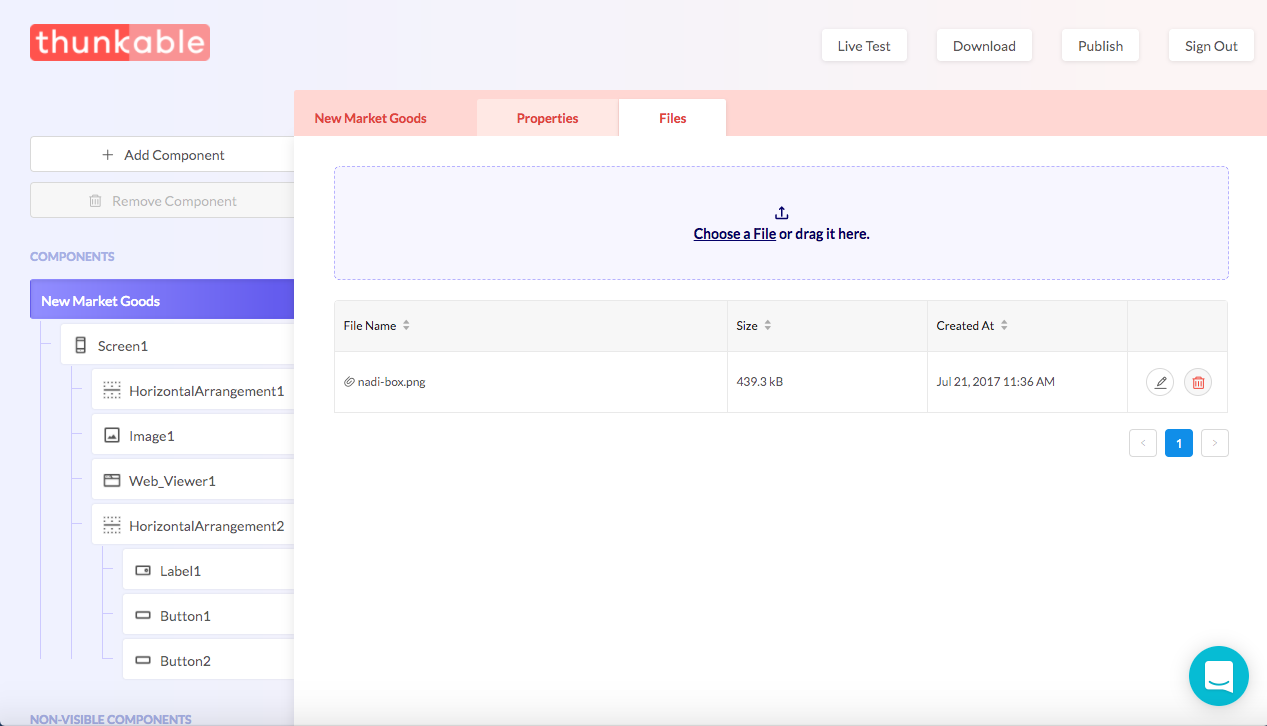 thunkable
Live Test
Download
Publish
Sign Out
New Market Goods
Properties
Files
+ Add Component
Remove Component
COMPONENTS
New Market Goods
Screen1
HorizontalArrangement1
Image1
Web_Viewer1
HorizontalArrangement2
Label1
Button1
Button2
NON-VISIBLE COMPONENTS
Choose a File or drag it here.
File Name Size Created At
nadi-box.png 439.3 kB Jul 21, 2017 11:36 AM
< 1 >